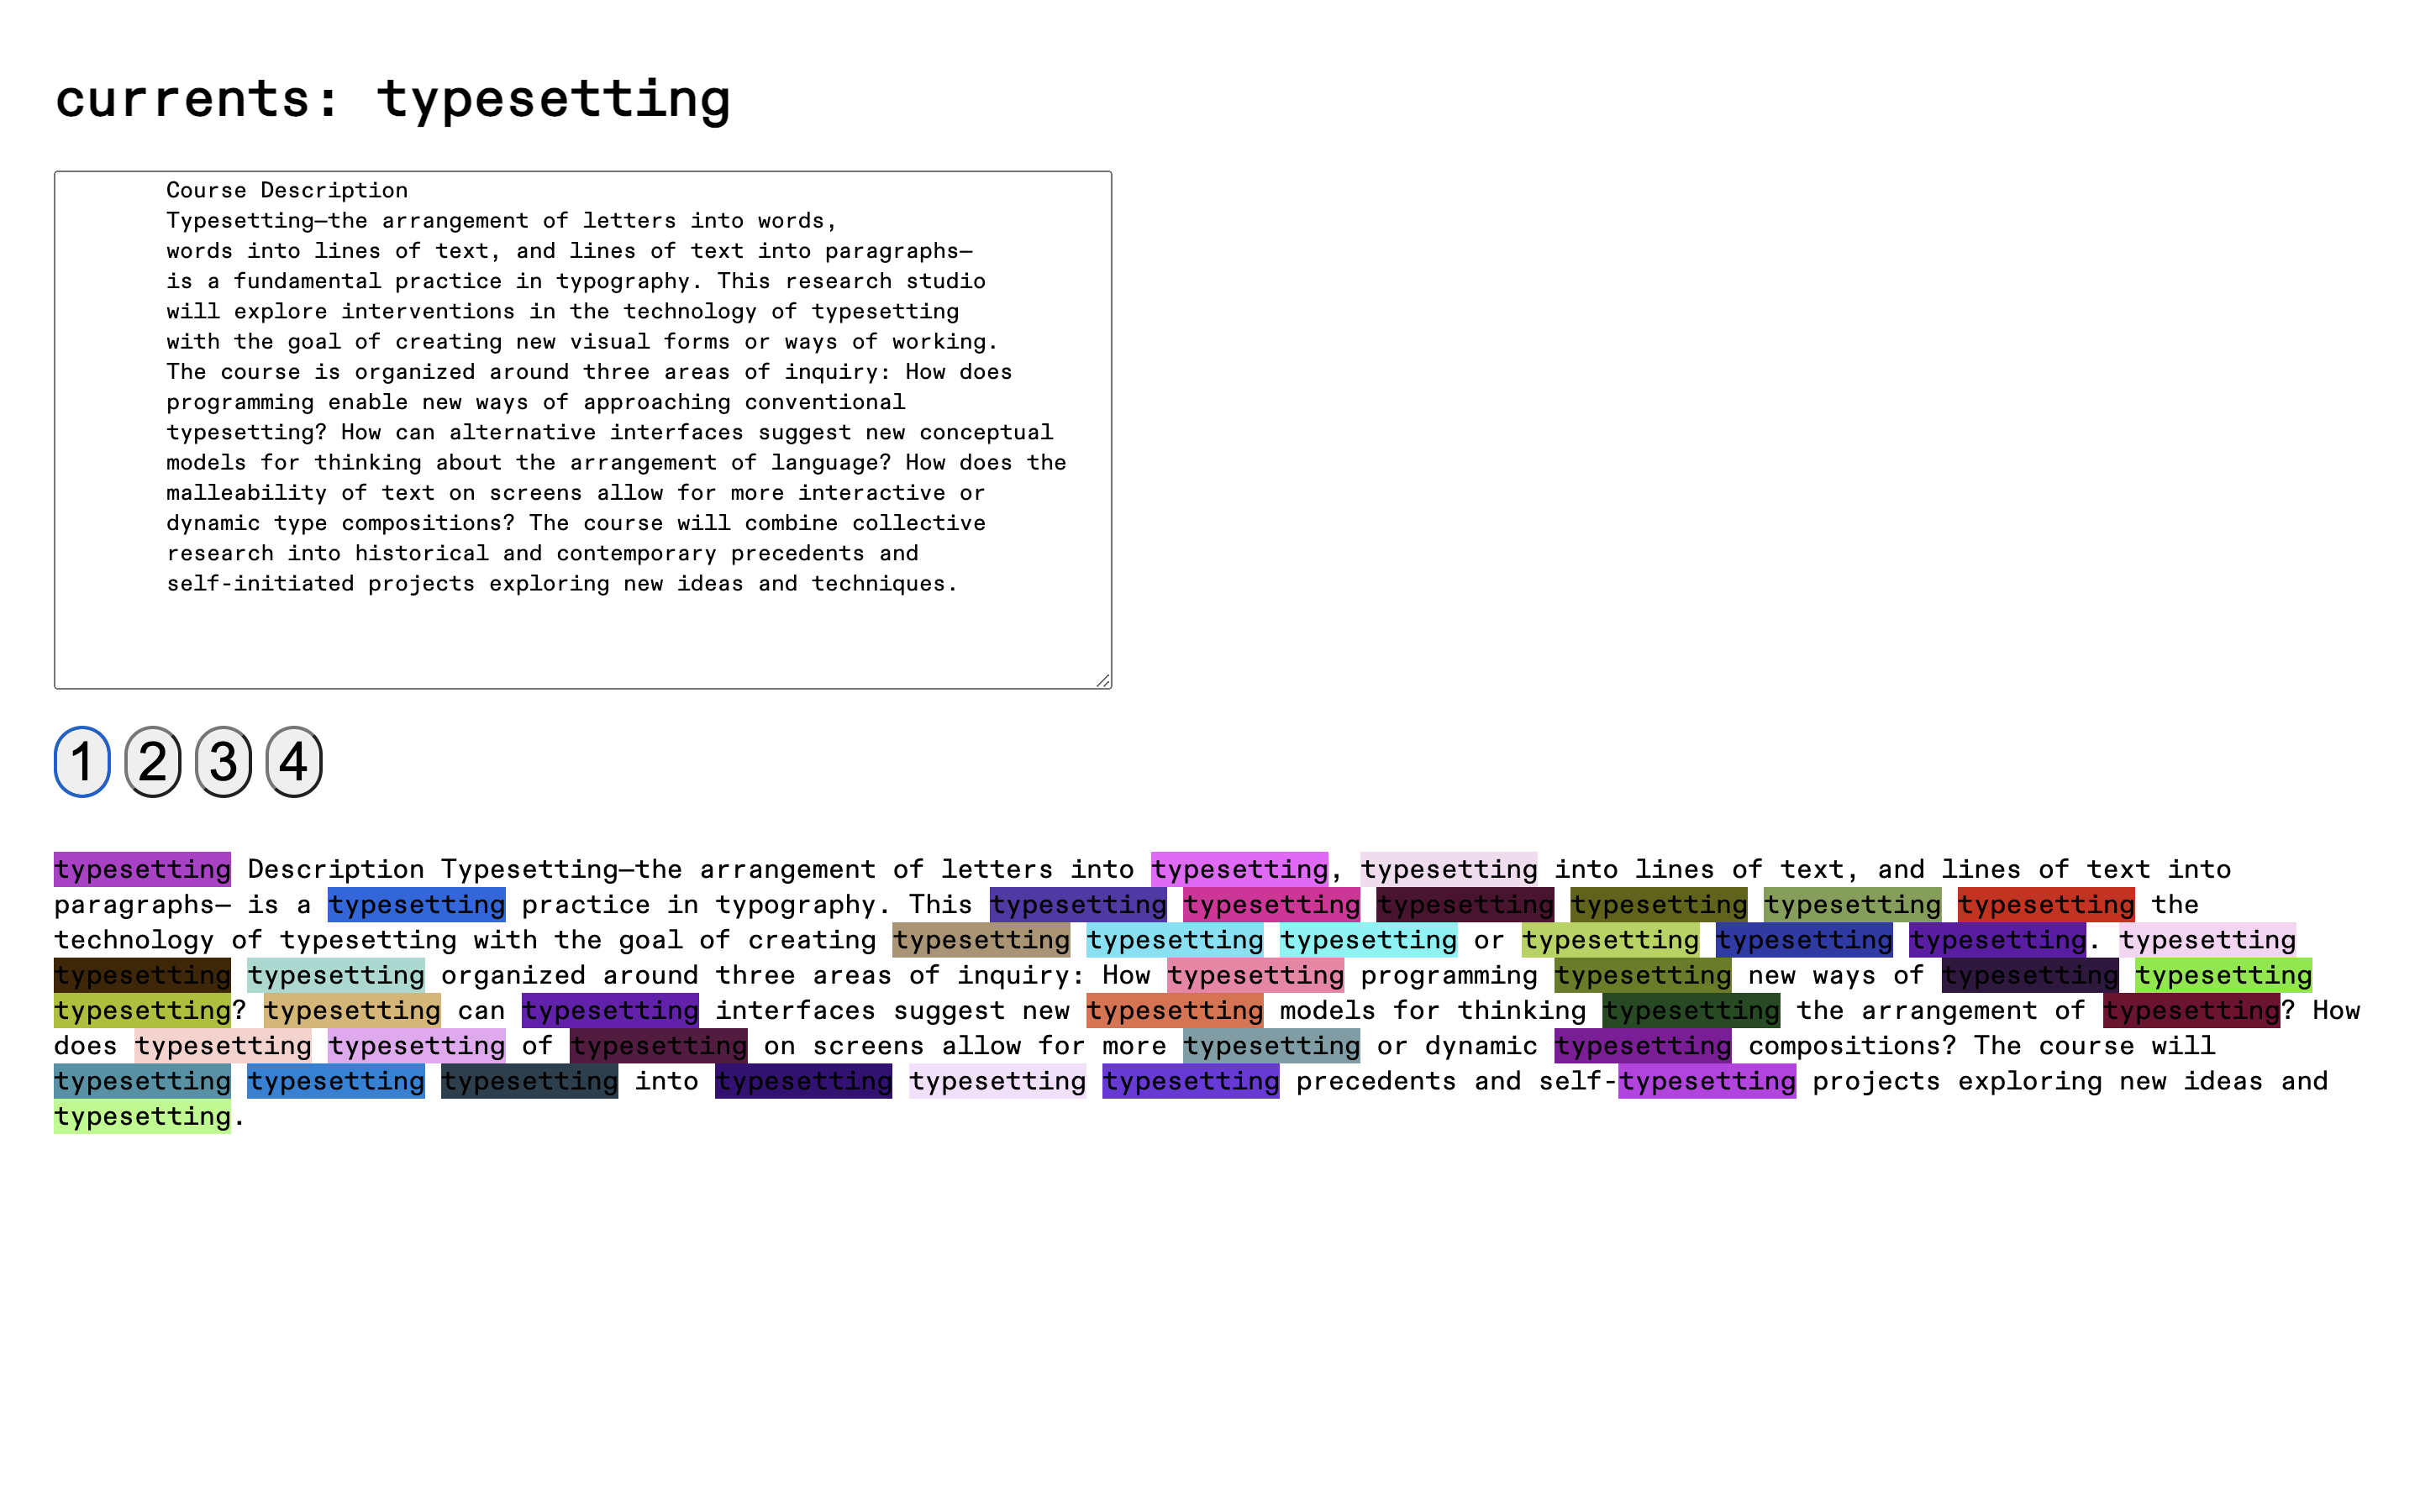 currents: typesetting
Course Description
Typesetting—the arrangement of letters into words,
words into lines of text, and lines of text into paragraphs—
is a fundamental practice in typography. This research studio
will explore interventions in the technology of typesetting
with the goal of creating new visual forms or ways of working.
The course is organized around three areas of inquiry: How does
programming enable new ways of approaching conventional
typesetting? How can alternative interfaces suggest new conceptual
models for thinking about the arrangement of language? How does the
malleability of text on screens allow for more interactive or
dynamic type compositions? The course will combine collective
research into historical and contemporary precedents and
self-initiated projects exploring new ideas and techniques.
1 2 3 4
typesetting Description Typesetting—the arrangement of letters into typesetting, typesetting into lines of text, and lines of text into
paragraphs— is a typesetting practice in typography. This typesetting typesetting typesetting typesetting typesetting typesetting the
technology of typesetting with the goal of creating typesetting typesetting typesetting or typesetting typesetting typesetting. typesetting
typesetting typesetting organized around three areas of inquiry: How typesetting programming typesetting new ways of typesetting typesetting
typesetting? typesetting can typesetting interfaces suggest new typesetting models for thinking typesetting the arrangement of typesetting? How
does typesetting typesetting of typesetting on screens allow for more typesetting or dynamic typesetting compositions? The course will
typesetting typesetting typesetting into typesetting typesetting typesetting precedents and self-typesetting projects exploring new ideas and
typesetting.